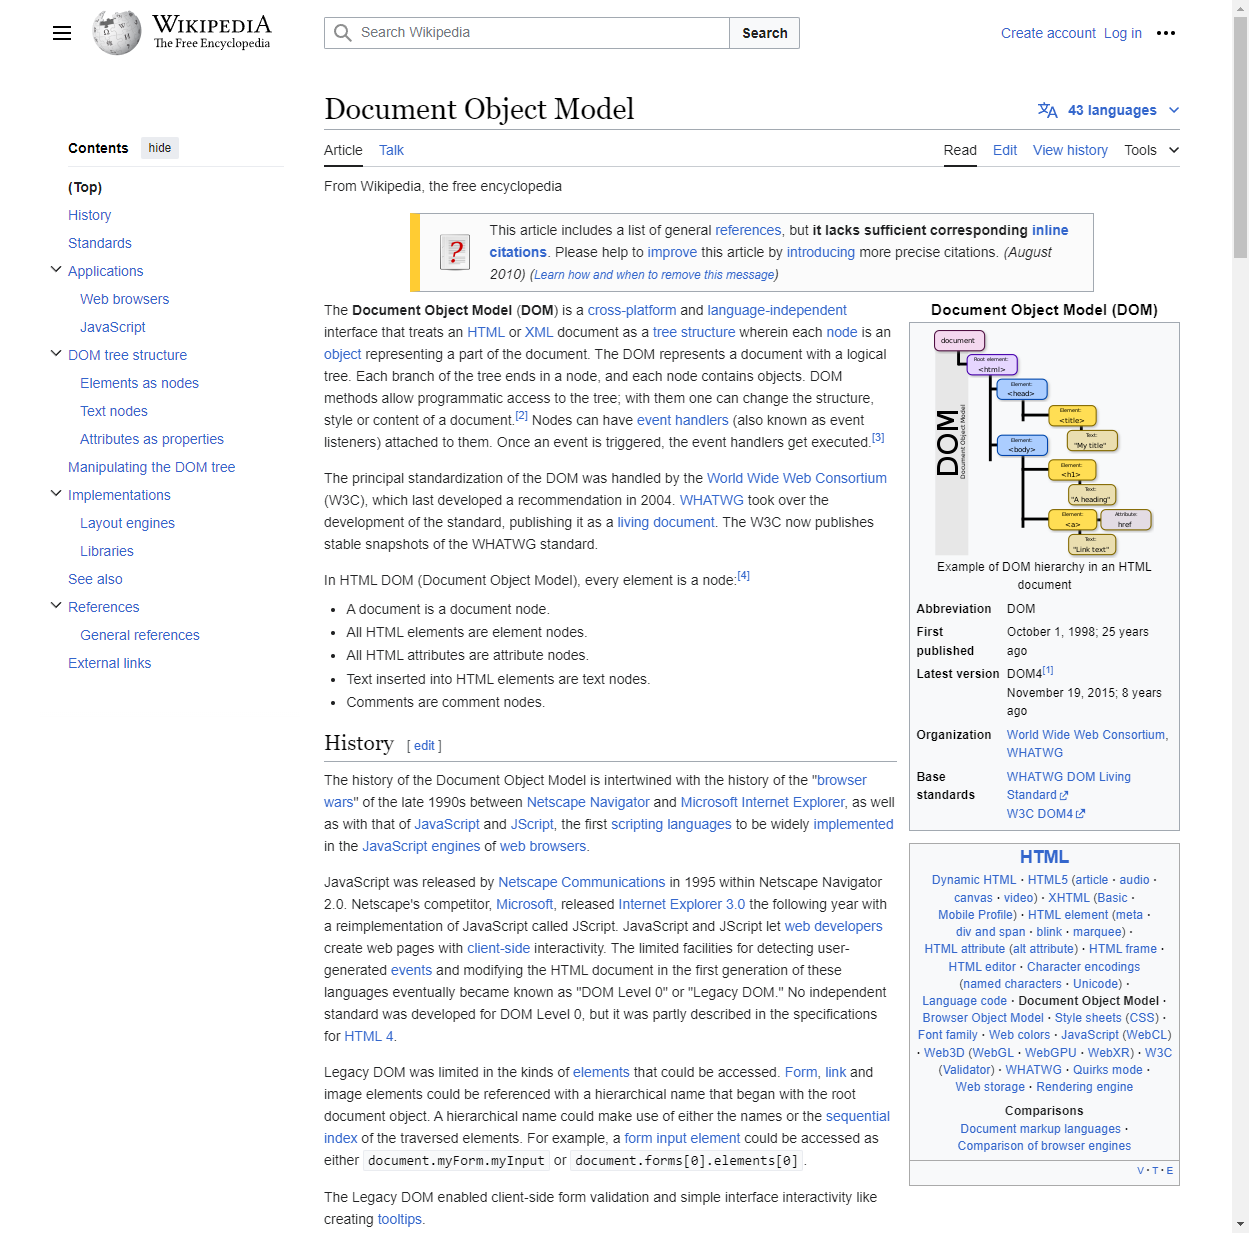 WIKIPEDIA
The Free Encyclopedia
Search Wikipedia
Search
Create account Log in
Document Object Model
43 languages
Contents hide
Article Talk
Read Edit View history Tools
(Top)
History
Standards
Applications
Web browsers
JavaScript
DOM tree structure
Elements as nodes
Text nodes
Attributes as properties
Manipulating the DOM tree
Implementations
Layout engines
Libraries
See also
References
General references
External links
From Wikipedia, the free encyclopedia
This article includes a list of general references, but it lacks sufficient corresponding inline
citations. Please help to improve this article by introducing more precise citations. (August
2010) (Learn how and when to remove this message)
The Document Object Model (DOM) is a cross-platform and language-independent
interface that treats an HTML or XML document as a tree structure wherein each node is an
object representing a part of the document. The DOM represents a document with a logical
tree. Each branch of the tree ends in a node, and each node contains objects. DOM
methods allow programmatic access to the tree; with them one can change the structure,
style or content of a document.[2] Nodes can have event handlers (also known as event
listeners) attached to them. Once an event is triggered, the event handlers get executed.[3]
The principal standardization of the DOM was handled by the World Wide Web Consortium
(W3C), which last developed a recommendation in 2004. WHATWG took over the
development of the standard, publishing it as a living document. The W3C now publishes
stable snapshots of the WHATWG standard.
In HTML DOM (Document Object Model), every element is a node:[4]
• A document is a document node.
• All HTML elements are element nodes.
• All HTML attributes are attribute nodes.
• Text inserted into HTML elements are text nodes.
• Comments are comment nodes.
History [ edit ]
The history of the Document Object Model is intertwined with the history of the "browser
wars" of the late 1990s between Netscape Navigator and Microsoft Internet Explorer, as well
as with that of JavaScript and JScript, the first scripting languages to be widely implemented
in the JavaScript engines of web browsers.
JavaScript was released by Netscape Communications in 1995 within Netscape Navigator
2.0. Netscape's competitor, Microsoft, released Internet Explorer 3.0 the following year with
a reimplementation of JavaScript called JScript. JavaScript and JScript let web developers
create web pages with client-side interactivity. The limited facilities for detecting user-
generated events and modifying the HTML document in the first generation of these
languages eventually became known as "DOM Level 0" or "Legacy DOM." No independent
standard was developed for DOM Level 0, but it was partly described in the specifications
for HTML 4.
Legacy DOM was limited in the kinds of elements that could be accessed. Form, link and
image elements could be referenced with a hierarchical name that began with the root
document object. A hierarchical name could make use of either the names or the sequential
index of the traversed elements. For example, a form input element could be accessed as
either document.myForm.myInput or document.forms[0].elements[0].
The Legacy DOM enabled client-side form validation and simple interface interactivity like
creating tooltips.
Document Object Model (DOM)
DOM
Document Object Model
document
Root element:
<html>
Element:
<head>
Element:
<title>
Text:
"My title"
Element:
<body>
Element:
<h1>
Text:
"A heading"
Element:
<a>
Attribute:
href
Text:
"Link text"
Example of DOM hierarchy in an HTML
document
Abbreviation DOM
First October 1, 1998; 25 years
published ago
Latest version DOM4[1]
November 19, 2015; 8 years
ago
Organization World Wide Web Consortium,
WHATWG
Base WHATWG DOM Living
standards Standard
W3C DOM4
HTML
Dynamic HTML · HTML5 (article · audio ·
canvas · video) · XHTML (Basic ·
Mobile Profile) · HTML element (meta ·
div and span · blink · marquee) ·
HTML attribute (alt attribute) · HTML frame ·
HTML editor · Character encodings
(named characters · Unicode) ·
Language code · Document Object Model ·
Browser Object Model · Style sheets (CSS) ·
Font family · Web colors · JavaScript (WebCL)
· Web3D (WebGL · WebGPU · WebXR) · W3C
(Validator) · WHATWG · Quirks mode ·
Web storage · Rendering engine
Comparisons
Document markup languages ·
Comparison of browser engines
V · T · E